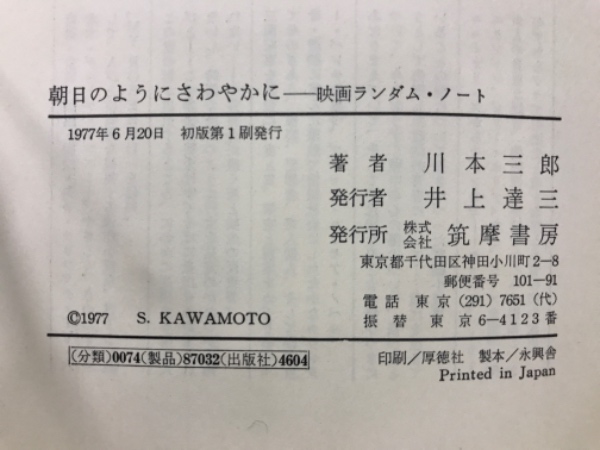 朝日のようにさわやかに――映画ランダム・ノート
1977年6月20日 初版第1刷発行
著者 川本三郎
発行者 井上達三
発行所 株式会社 筑摩書房
東京都千代田区神田小川町2-8
郵便番号 101-91
電話 東京(291)7651(代)
振替 東京6-4123番
©1977 S. KAWAMOTO
(分類)0074(製品)87032(出版社)4604
印刷/厚徳社 製本/永興舎
Printed in Japan